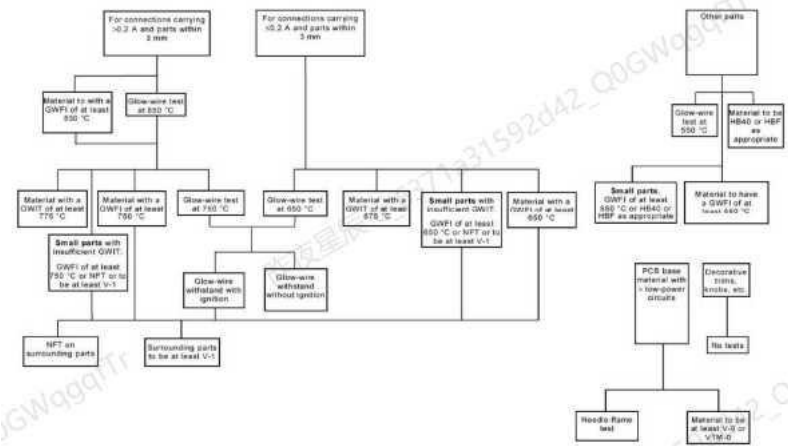 For connections carrying
>0.2 A and parts within
3 mm
For connections carrying
≤0.2 A and parts within
3 mm
Other parts
Material to with a
GWFI of at least
850 °C
Glow-wire test
at 850 °C
Glow-wire
test at
550 °C
Material to be
HB40 or HBF
as
appropriate
Small parts.
GWFI of at least
550 °C or HB40 or
HBF as appropriate
Material to have
a GWFI of at
least 550 °C
Material with a
GWIT of at least
775 °C
Material with a
GWFI of at least
Glow-wire test
at 750 °C
Glow-wire test
at 650 °C
Material with a
GWIT of at least
675 °C
Small parts with
insufficient GWIT.
GWFI of at least
650 °C or NFT or to
be at least V-1
Material with a
GWFI of at least
650 °C
Small parts with
insufficient GWIT.
GWFI of at least
750 °C or NFT or to
be at least V-1
Glow-wire
withstand with
ignition
Glow-wire
withstand
without ignition
NFT on
surrounding parts
Surrounding parts
to be at least V-1
PCB base
material with
low-power
circuits
Decorative
trims,
knobs, etc.
No tests
Needle-flame
test
Material to be
at least V-0 or
VTM-0